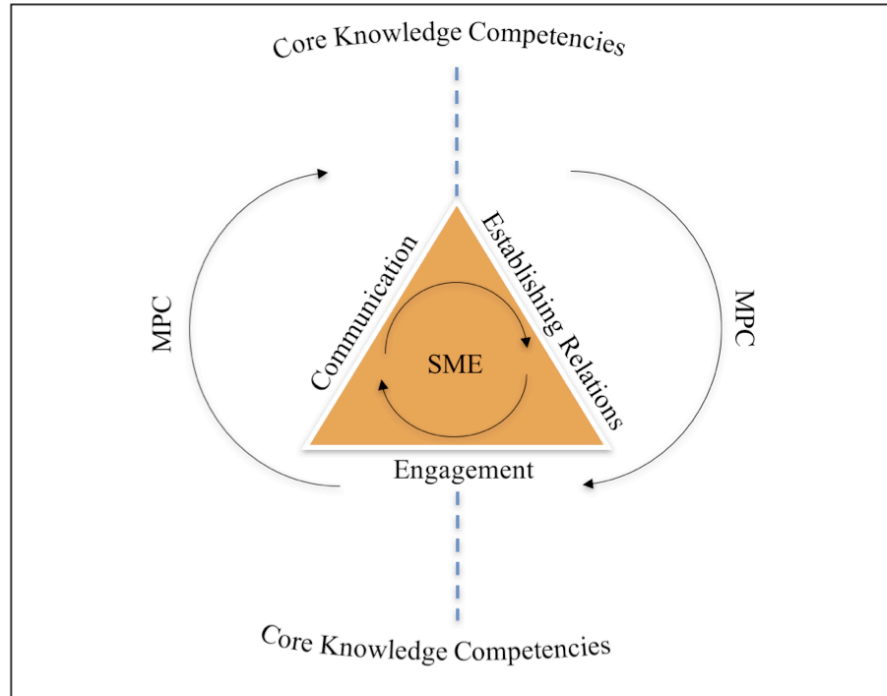 Core Knowledge Competencies
Communication
Establishing Relations
MPC
SME
MPC
Engagement
Core Knowledge Competencies